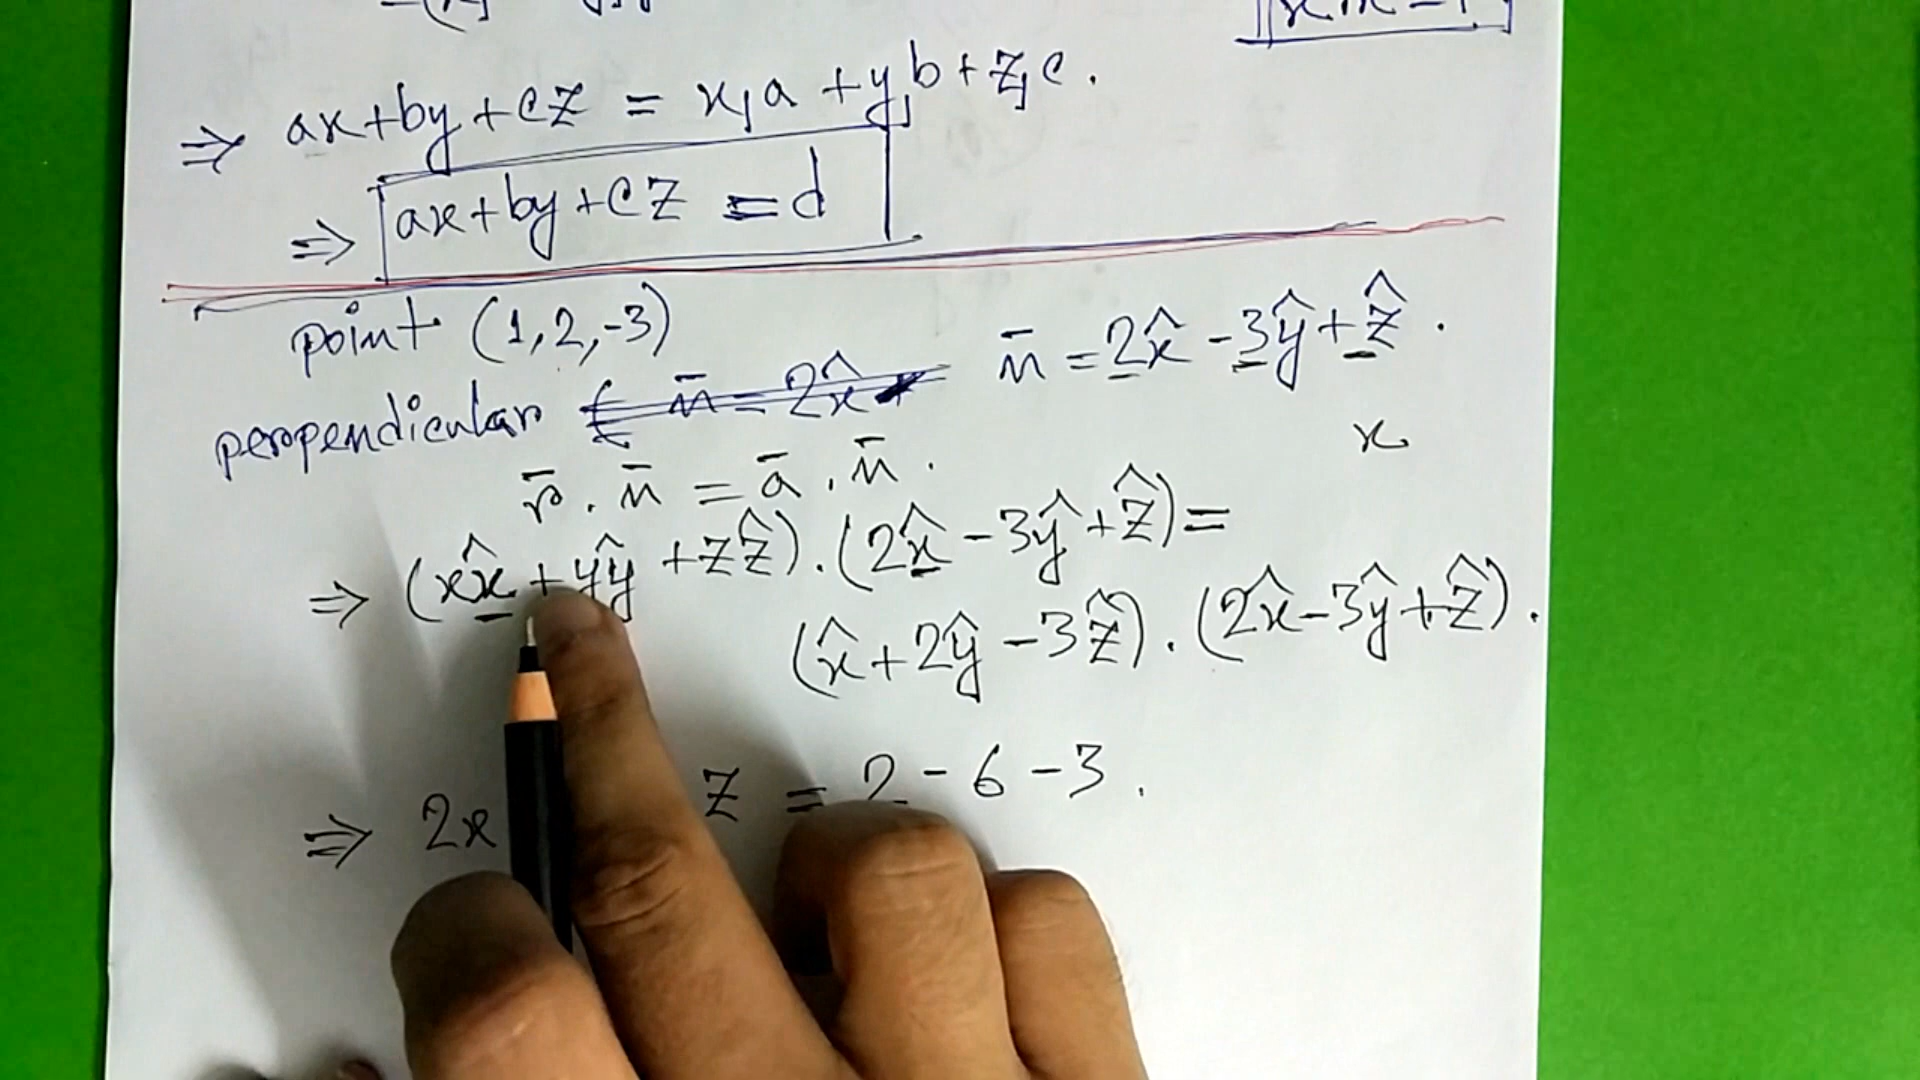 ⇒ ax+by+cz = x₁a + y₁b + z₁c .
⇒ ax+by+cz = d
point (1,2,-3)
n̄ = 2x̂ - 3ŷ + ẑ .
perpendicular n̄ = 2x̂
x
r̄ . n̄ = ā . n̄ .
⇒ (xx̂ + yŷ + zẑ) . (2x̂ - 3ŷ + ẑ) =
(x̂ + 2ŷ - 3ẑ) . (2x̂ - 3ŷ + ẑ) .
⇒ 2x z = 2 - 6 - 3 .